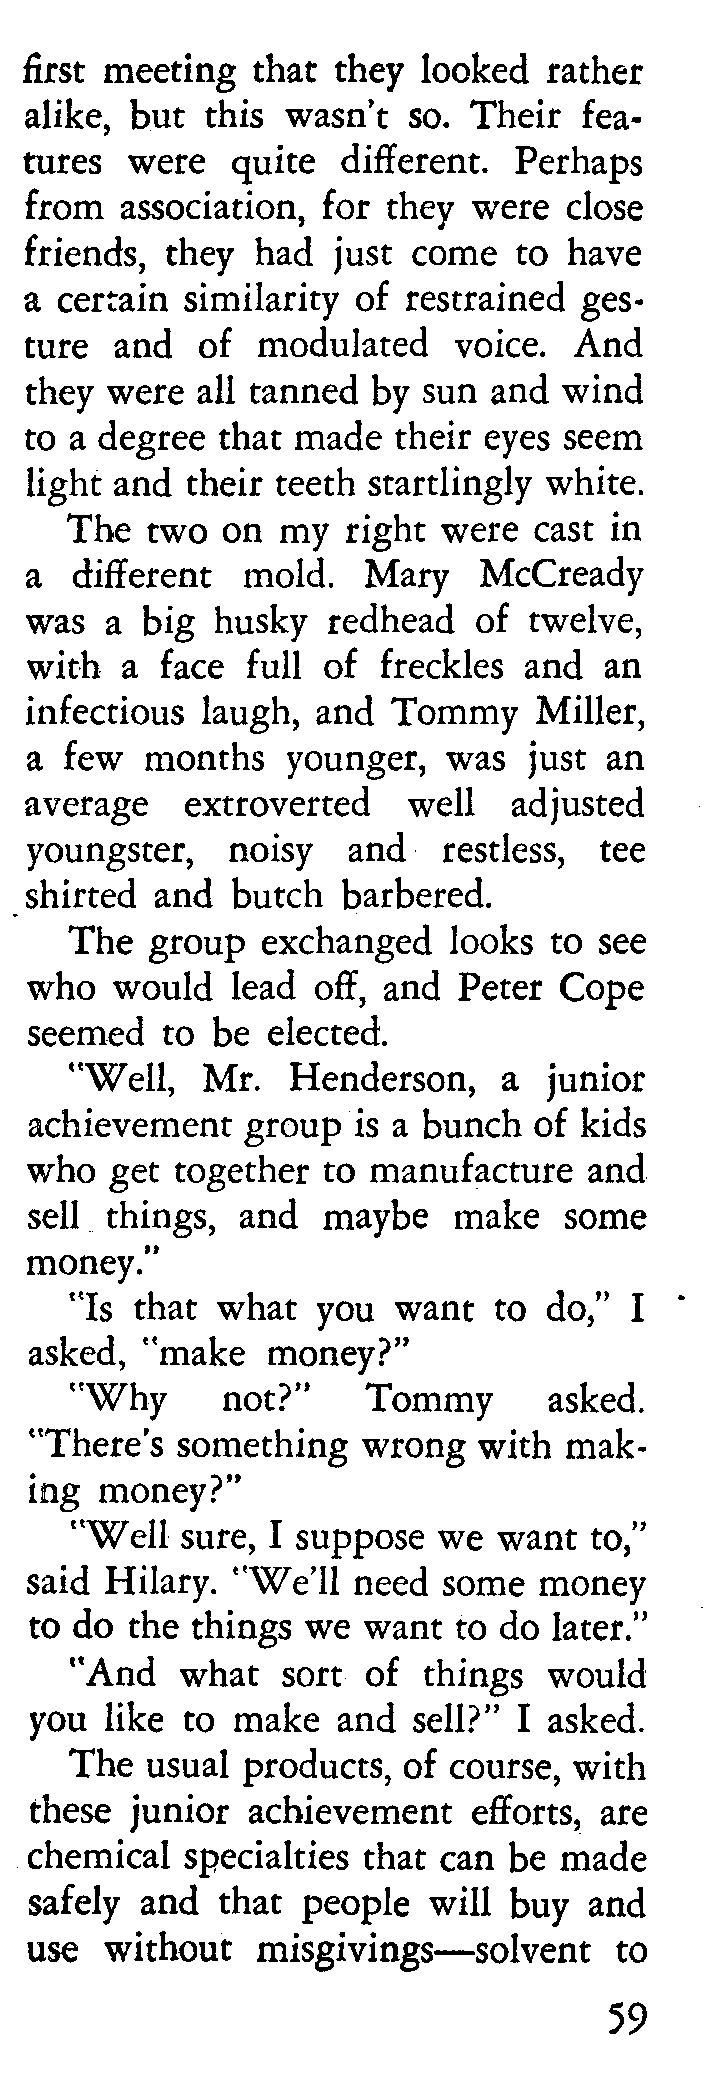 first meeting that they looked rather
alike, but this wasn't so. Their fea-
tures were quite different. Perhaps
from association, for they were close
friends, they had just come to have
a certain similarity of restrained ges-
ture and of modulated voice. And
they were all tanned by sun and wind
to a degree that made their eyes seem
light and their teeth startlingly white.
The two on my right were cast in
a different mold. Mary McCready
was a big husky redhead of twelve,
with a face full of freckles and an
infectious laugh, and Tommy Miller,
a few months younger, was just an
average extroverted well adjusted
youngster, noisy and restless, tee
shirted and butch barbered.
The group exchanged looks to see
who would lead off, and Peter Cope
seemed to be elected.
"Well, Mr. Henderson, a junior
achievement group is a bunch of kids
who get together to manufacture and
sell things, and maybe make some
money."
"Is that what you want to do," I
asked, "make money?"
"Why not?" Tommy asked.
"There's something wrong with mak-
ing money?"
"Well sure, I suppose we want to,"
said Hilary. "We'll need some money
to do the things we want to do later."
"And what sort of things would
you like to make and sell?" I asked.
The usual products, of course, with
these junior achievement efforts, are
chemical specialties that can be made
safely and that people will buy and
use without misgivings—solvent to
59